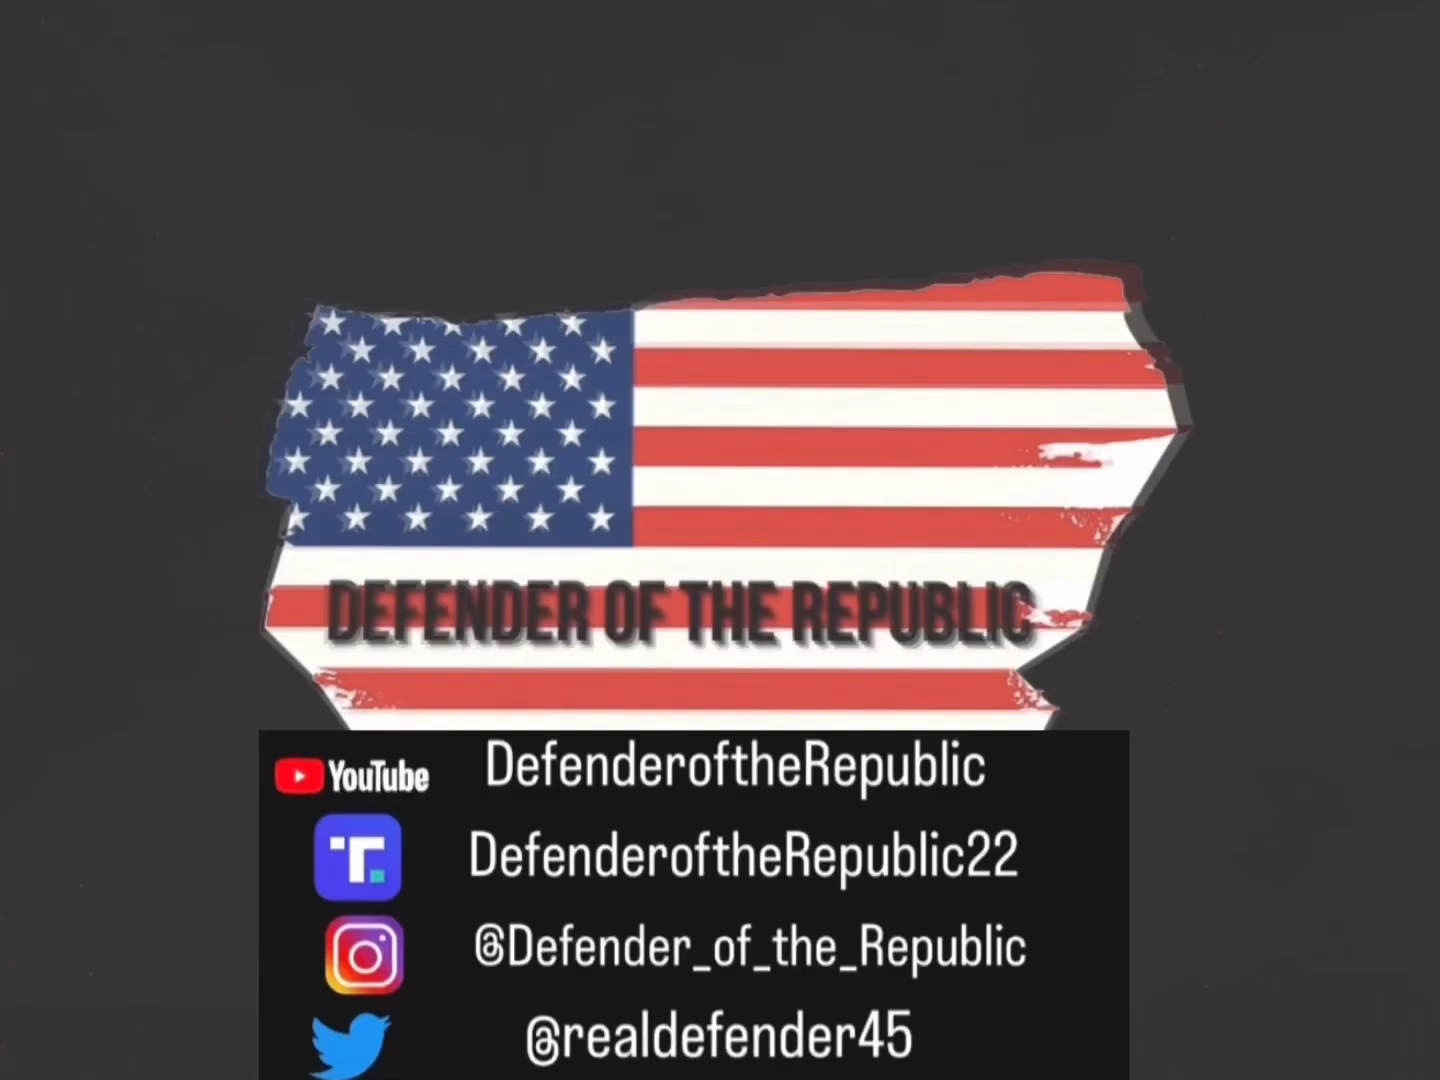 DEFENDER OF THE REPUBLIC
YouTube DefenderoftheRepublic
T. DefenderoftheRepublic22
@Defender_of_the_Republic
@realdefender45